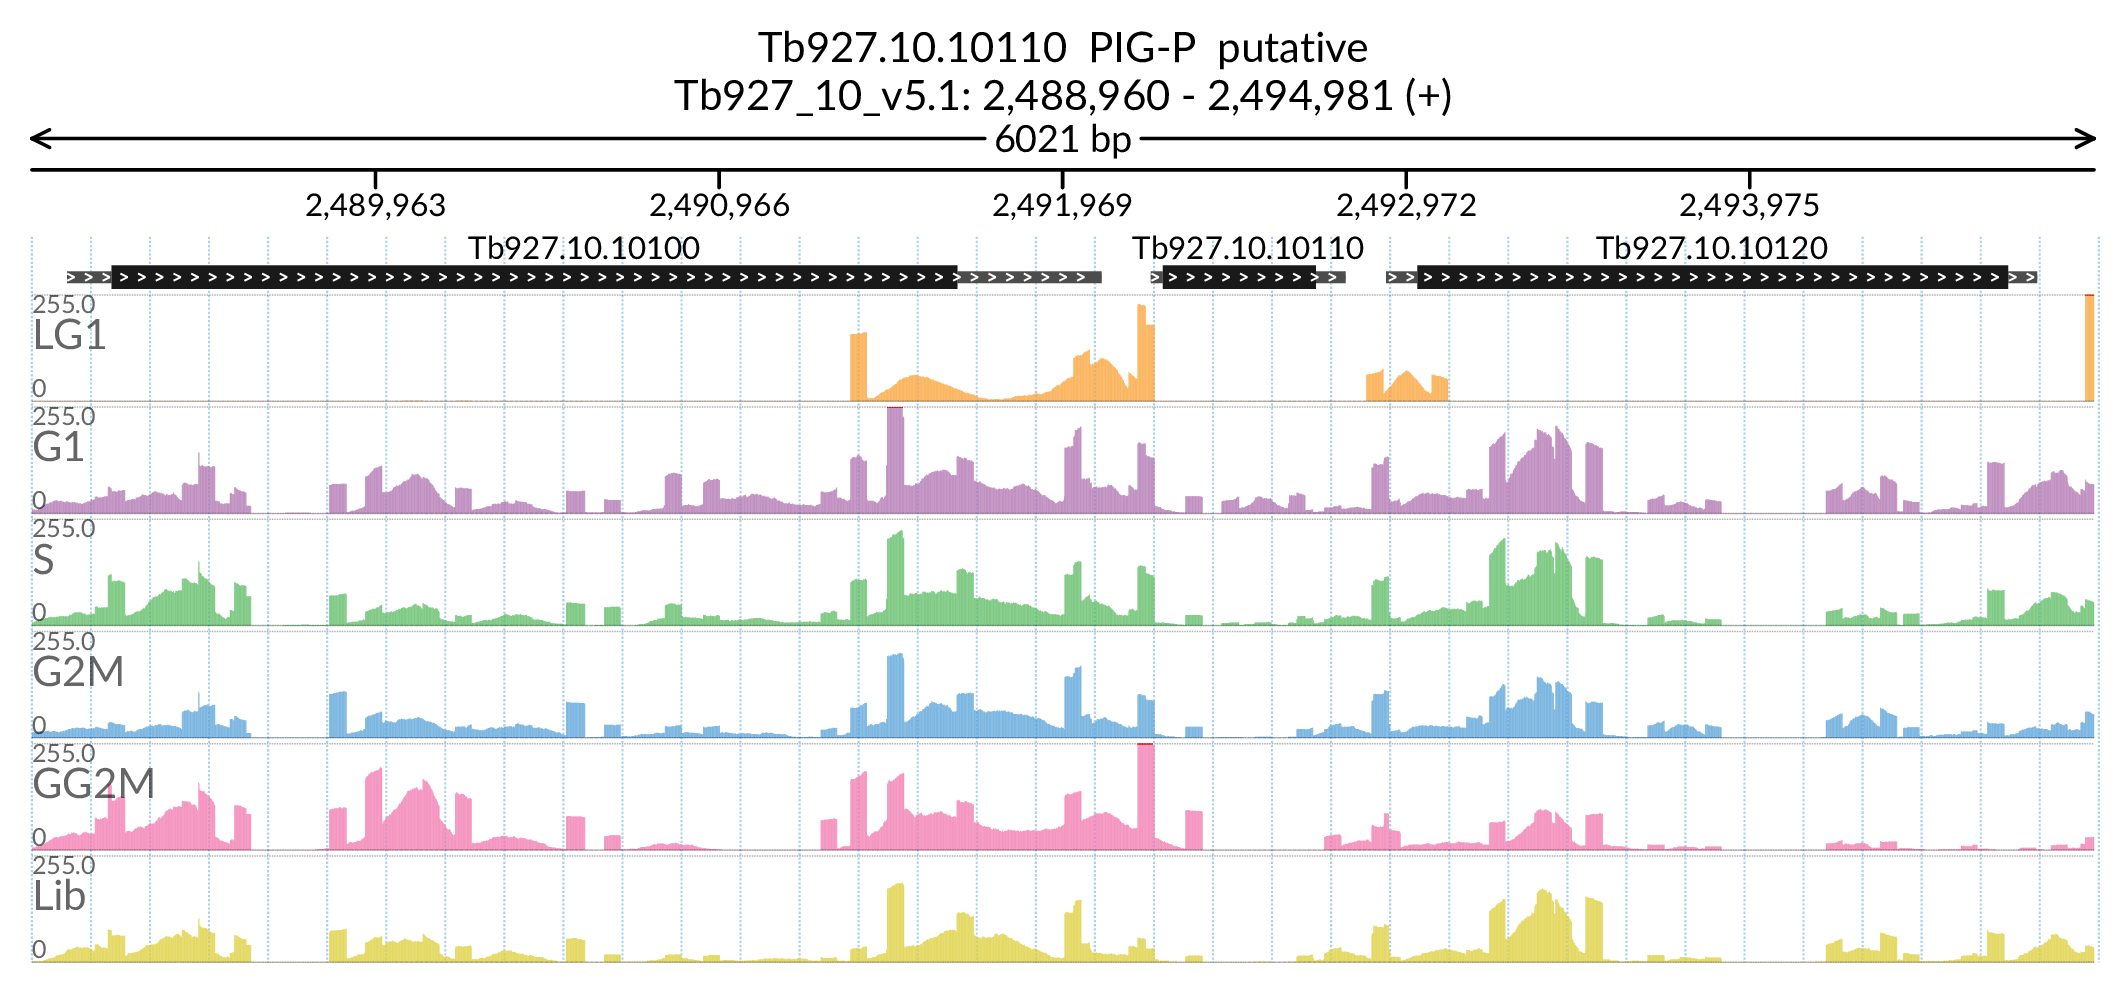 Tb927.10.10110 PIG-P putative
Tb927_10_v5.1: 2,488,960 - 2,494,981 (+)
6021 bp
2,489,963 2,490,966 2,491,969 2,492,972 2,493,975
Tb927.10.10100 Tb927.10.10110 Tb927.10.10120
255.0
LG1
0
255.0
G1
0
255.0
S
0
255.0
G2M
0
255.0
GG2M
0
255.0
Lib
0